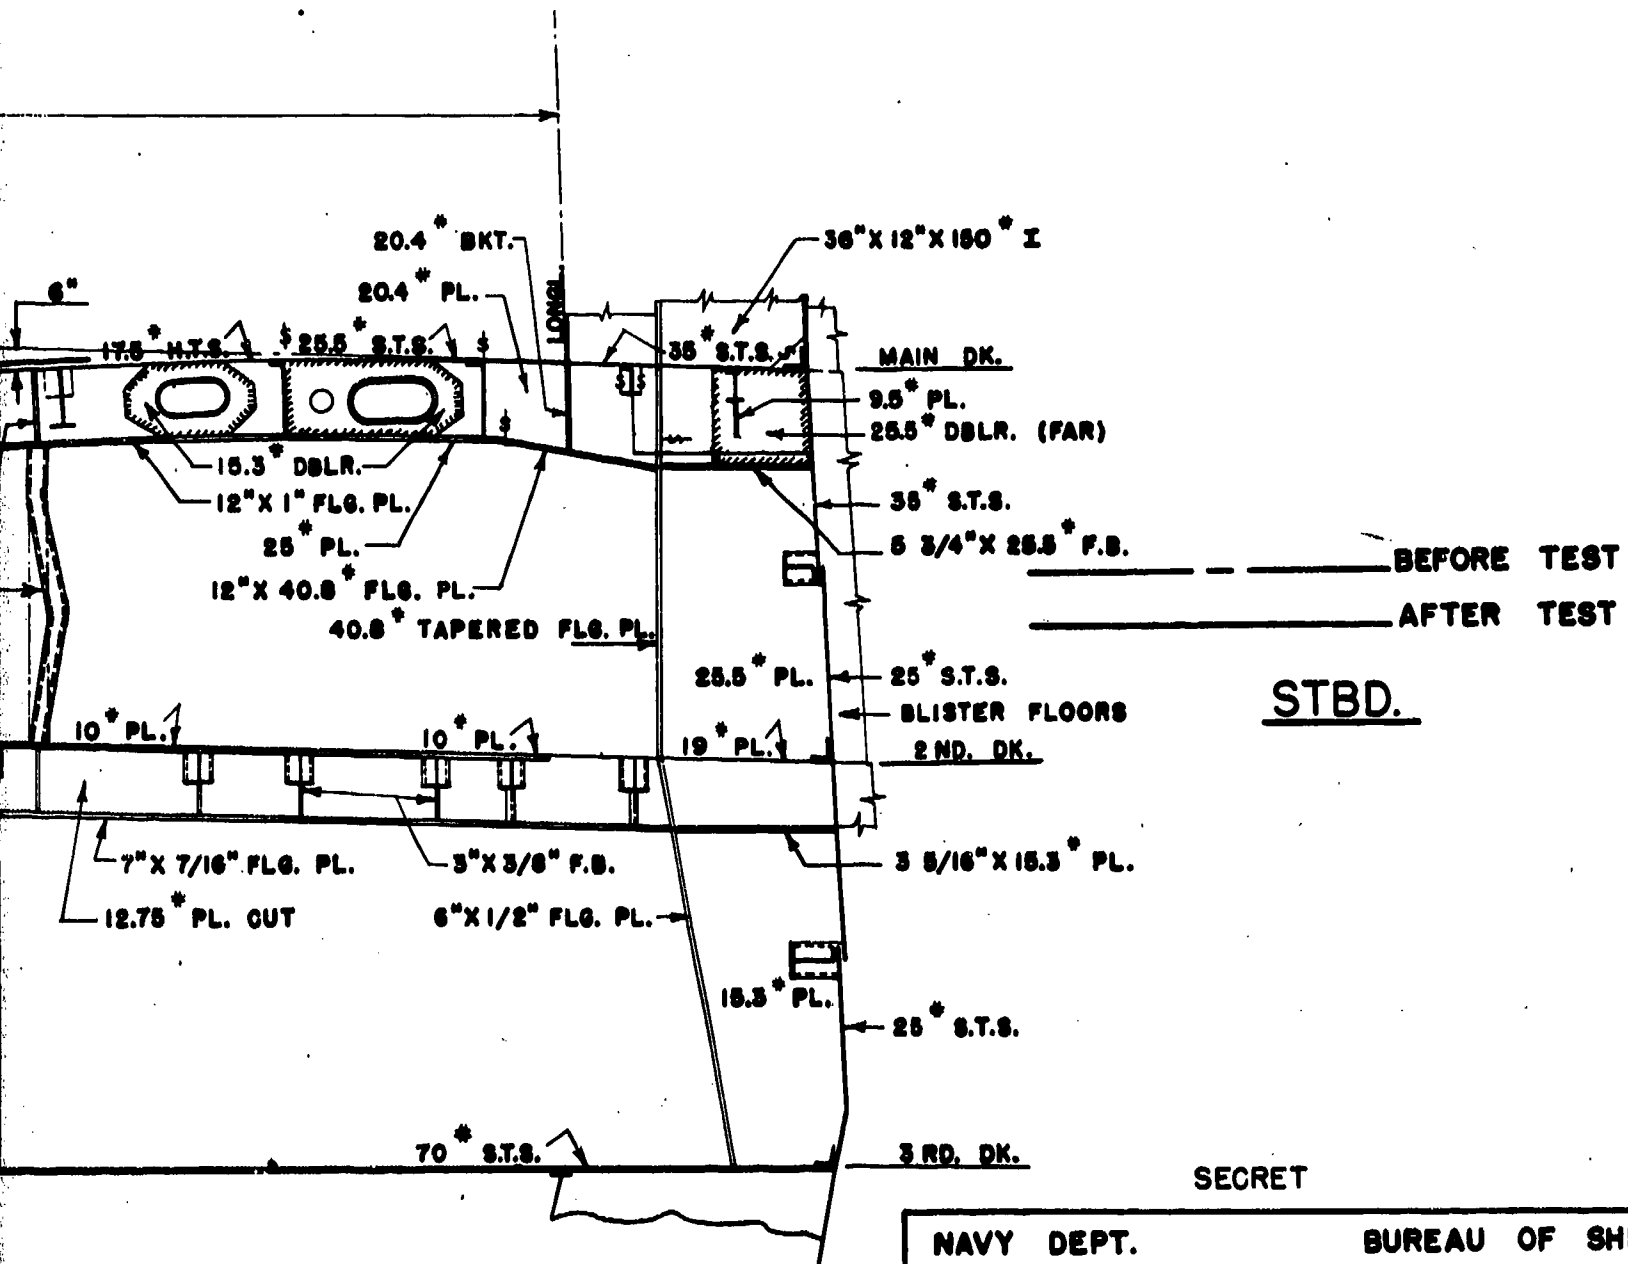 20.4# BKT.
36"X 12"X 150# I
20.4# PL.
LONGL.
6"
17.5# H.T.S.
25.5# S.T.S.
35# S.T.S.
MAIN DK.
9.5# PL.
25.5# DBLR. (FAR)
15.3# DBLR.
12"X 1" FLG. PL.
35# S.T.S.
25# PL.
5 3/4"X 25.5# F.B.
BEFORE TEST
12"X 40.8# FLG. PL.
AFTER TEST
40.8# TAPERED FLG. PL.
25.5# PL.
25# S.T.S.
STBD.
BLISTER FLOORS
10# PL.
10# PL.
19# PL.
2 ND. DK.
7"X 7/16" FLG. PL.
3"X 3/8" F.B.
3 5/16"X 15.3# PL.
12.75# PL. CUT
6"X 1/2" FLG. PL.
15.3# PL.
25# S.T.S.
70# S.T.S.
3 RD. DK.
SECRET
NAVY DEPT. BUREAU OF SH